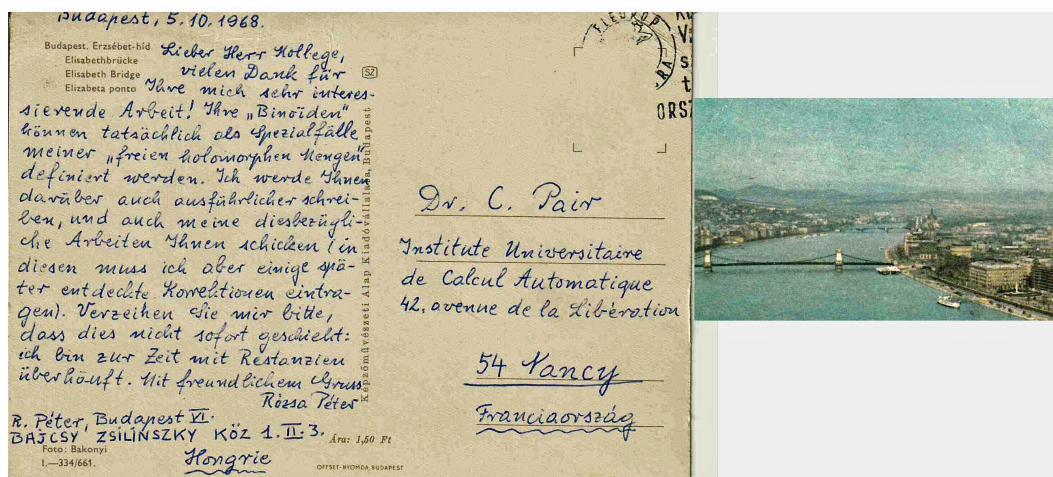 Budapest, 5.10.1968.
Budapest. Erzsébet-híd
Elisabethbrücke
Elisabeth Bridge
Elizabeta ponto
Lieber Herr Kollege,
vielen Dank für
Ihre mich sehr interes-
sierende Arbeit! Ihre „Binoïden"
können tatsächlich als Spezialfälle
meiner „freien holomorphen Mengen"
definiert werden. Ich werde Ihnen
darüber auch ausführlicher schrei-
ben, und auch meine diesbezügli-
che Arbeiten Ihnen schicken (in
diesen muss ich aber einige spä-
ter entdeckte Korrektionen eintra-
gen). Verzeihen Sie mir bitte,
dass dies nicht sofort geschieht:
ich bin zur Zeit mit Restanzien
überhäuft. Mit freundlichem Gruss
Rózsa Péter
R. Péter, Budapest VI.
BAJCSY ZSILINSZKY KÖZ 1. II. 3.
Hongrie
Foto: Bakonyi
I.—334/661.
Ára: 1,50 Ft
OFFSET-NYOMDA BUDAPEST
SZ
Képzőművészeti Alap Kiadóvállalata, Budapest
FLEUROP
ORSZ
Dr. C. Pair
Institute Universitaire
de Calcul Automatique
42, avenue de la Libération
54 Nancy
Franciaország